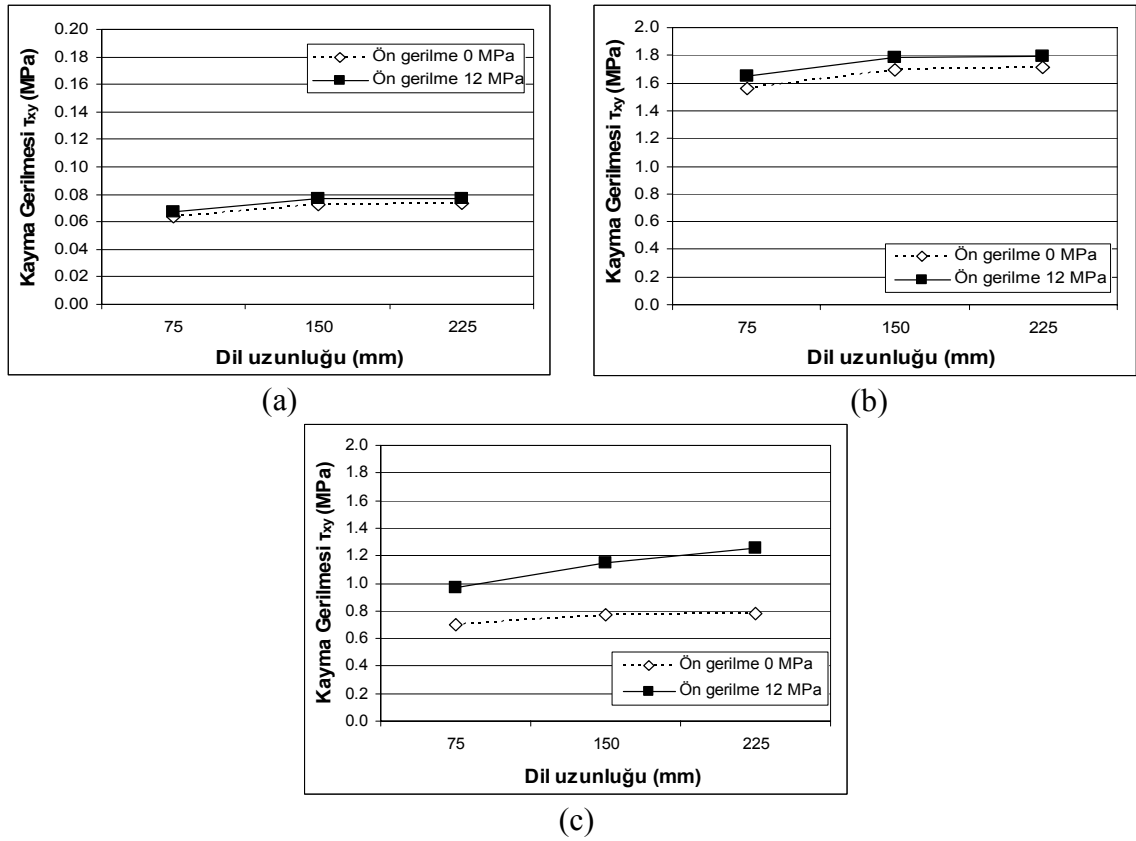 Kayma Gerilmesi τxy (MPa)
0.20
0.18
0.16
0.14
0.12
0.10
0.08
0.06
0.04
0.02
0.00
Ön gerilme 0 MPa
Ön gerilme 12 MPa
75 150 225
Dil uzunluğu (mm)
(a)
Kayma Gerilmesi τxy (MPa)
2.0
1.8
1.6
1.4
1.2
1.0
0.8
0.6
0.4
0.2
0.0
Ön gerilme 0 MPa
Ön gerilme 12 MPa
75 150 225
Dil uzunluğu (mm)
(b)
Kayma Gerilmesi τxy (MPa)
2.0
1.8
1.6
1.4
1.2
1.0
0.8
0.6
0.4
0.2
0.0
Ön gerilme 0 MPa
Ön gerilme 12 MPa
75 150 225
Dil uzunluğu (mm)
(c)